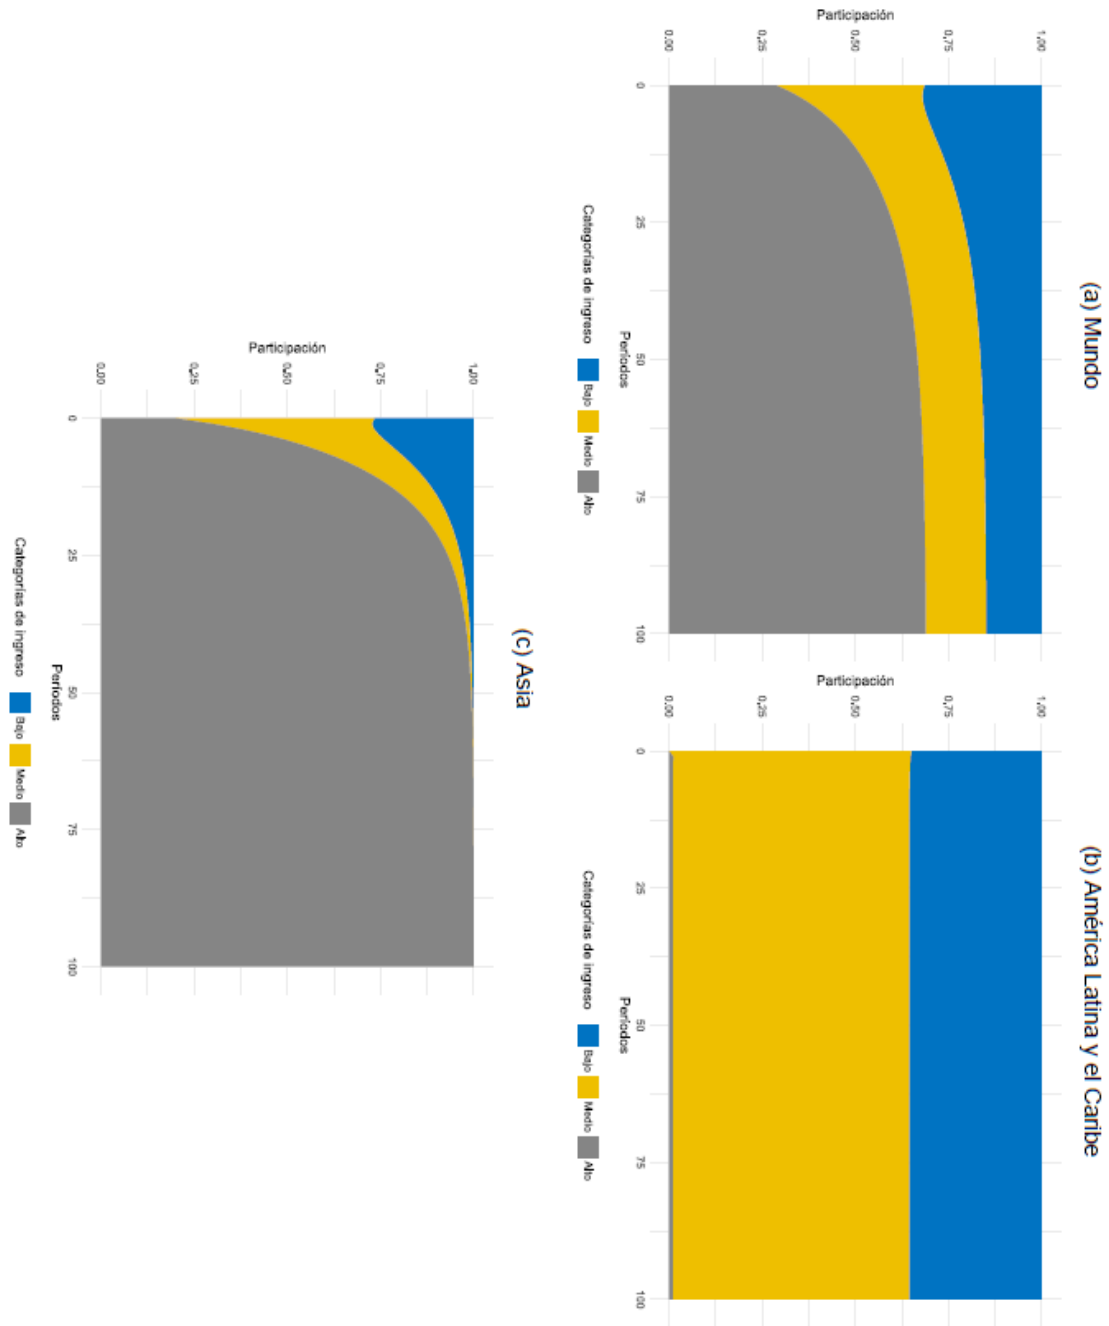 (a) Mundo
Participación
1.00
0.75
0.50
0.25
0.00
0 25 50 75 100
Períodos
Categorías de ingreso Bajo Medio Alto
(b) América Latina y el Caribe
Participación
1.00
0.75
0.50
0.25
0.00
0 25 50 75 100
Períodos
Categorías de ingreso Bajo Medio Alto
(c) Asia
Participación
1.00
0.75
0.50
0.25
0.00
0 25 50 75 100
Períodos
Categorías de ingreso Bajo Medio Alto